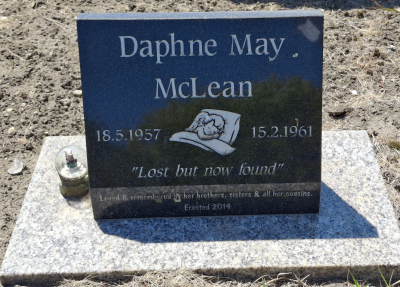 Daphne May
McLean
18.5.1957 15.2.1961
"Lost but now found"
Loved & remembered by her brothers, sisters & all her cousins.
Erected 2014